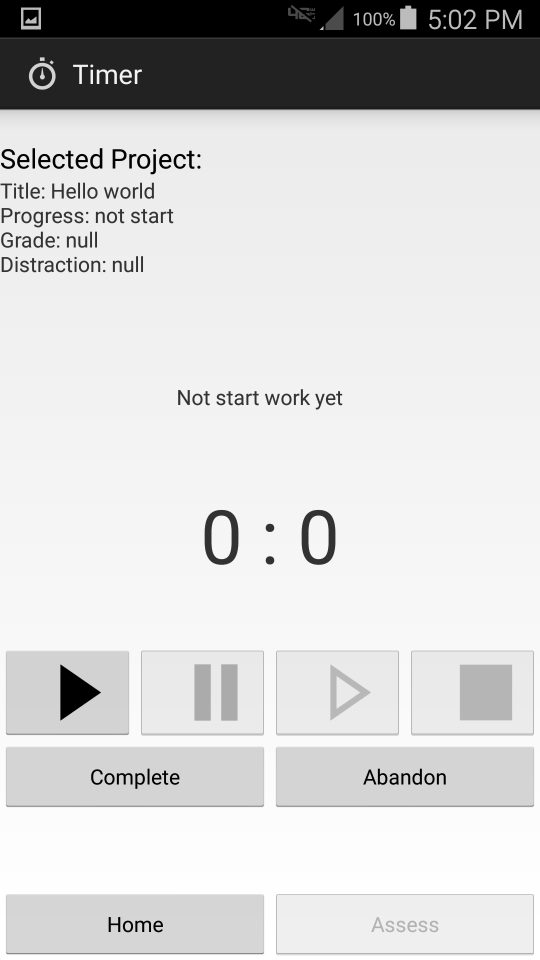 100% 5:02 PM
Timer
Selected Project:
Title: Hello world
Progress: not start
Grade: null
Distraction: null
Not start work yet
0 : 0
Complete Abandon
Home Assess